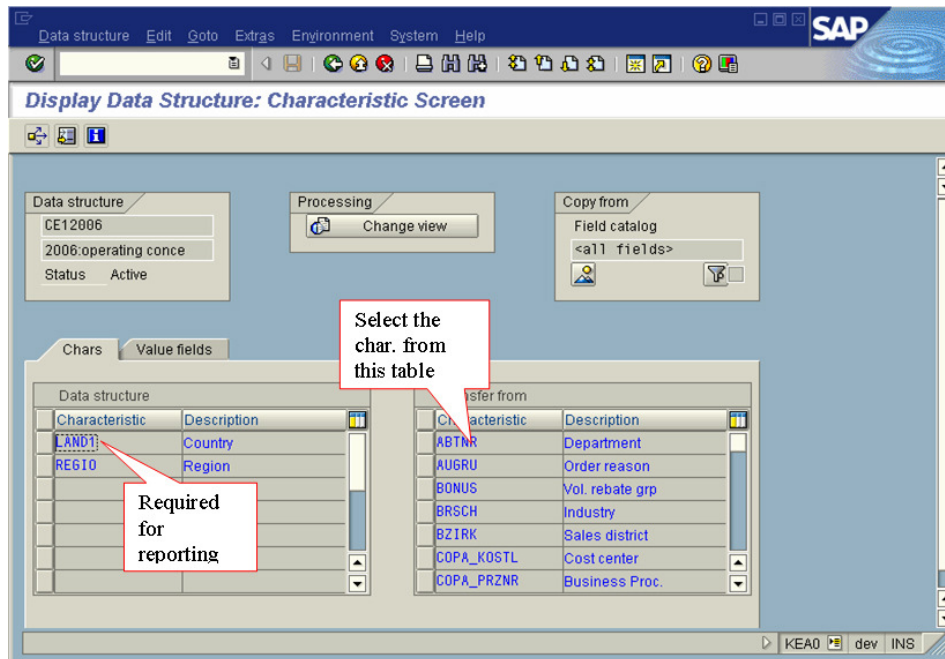 Data structure Edit Goto Extras Environment System Help
SAP
Display Data Structure: Characteristic Screen
Data structure
CE12006
2006:operating conce
Status Active
Processing
Change view
Copy from
Field catalog
<all fields>
Select the
char. from
this table
Chars Value fields
Data structure
Characteristic Description
LAND1 Country
REGIO Region
Required
for
reporting
sfer from
Ch acteristic Description
ABTNR Department
AUGRU Order reason
BONUS Vol. rebate grp
BRSCH Industry
BZIRK Sales district
COPA_KOSTL Cost center
COPA_PRZNR Business Proc.
KEA0 dev INS